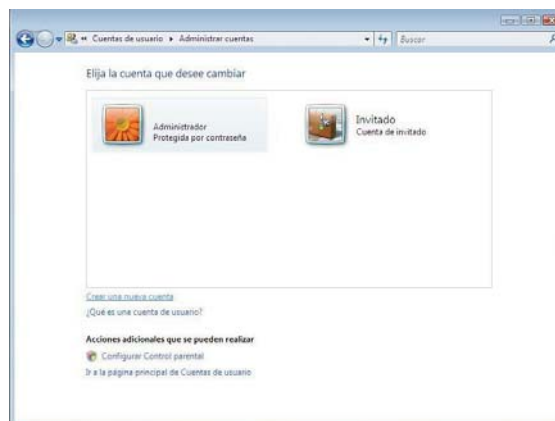 Cuentas de usuario Administrar cuentas Buscar
Elija la cuenta que desee cambiar
Administrador
Protegida por contraseña
Invitado
Cuenta de invitado
Crear una nueva cuenta
¿Qué es una cuenta de usuario?
Acciones adicionales que se pueden realizar
Configurar Control parental
Ir a la página principal de Cuentas de usuario